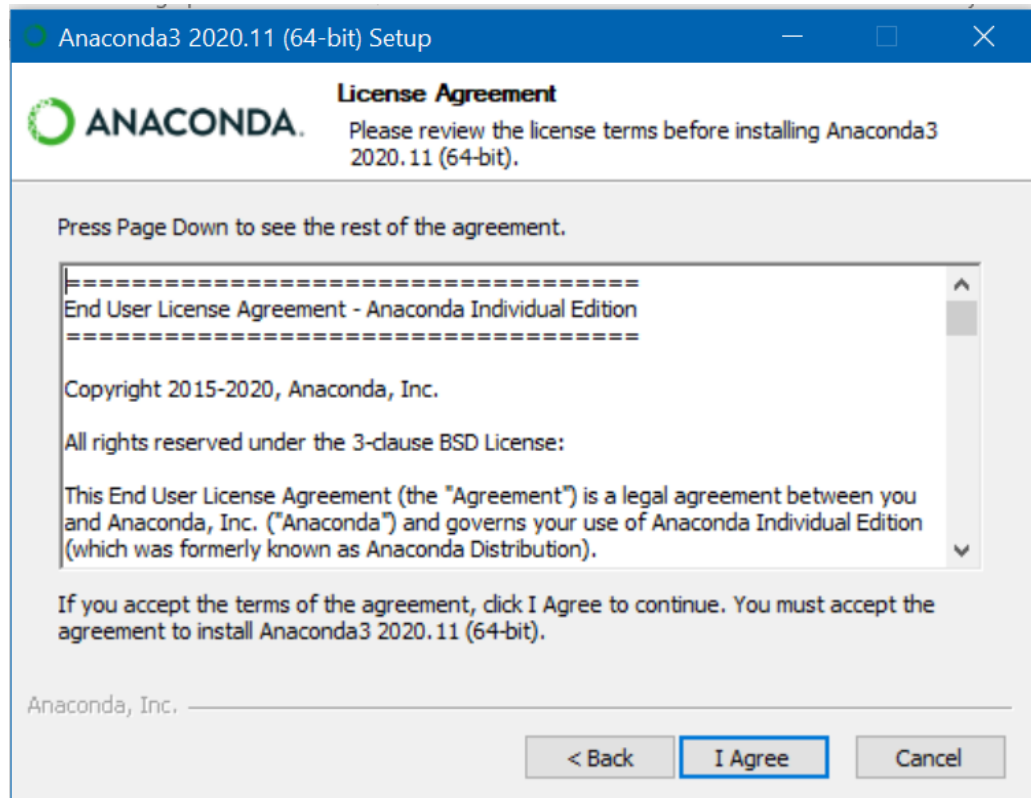 Anaconda3 2020.11 (64-bit) Setup
ANACONDA.
License Agreement
Please review the license terms before installing Anaconda3
2020.11 (64-bit).
Press Page Down to see the rest of the agreement.
===================================
End User License Agreement - Anaconda Individual Edition
===================================
Copyright 2015-2020, Anaconda, Inc.
All rights reserved under the 3-clause BSD License:
This End User License Agreement (the "Agreement") is a legal agreement between you
and Anaconda, Inc. ("Anaconda") and governs your use of Anaconda Individual Edition
(which was formerly known as Anaconda Distribution).
If you accept the terms of the agreement, click I Agree to continue. You must accept the
agreement to install Anaconda3 2020.11 (64-bit).
Anaconda, Inc.
< Back
I Agree
Cancel